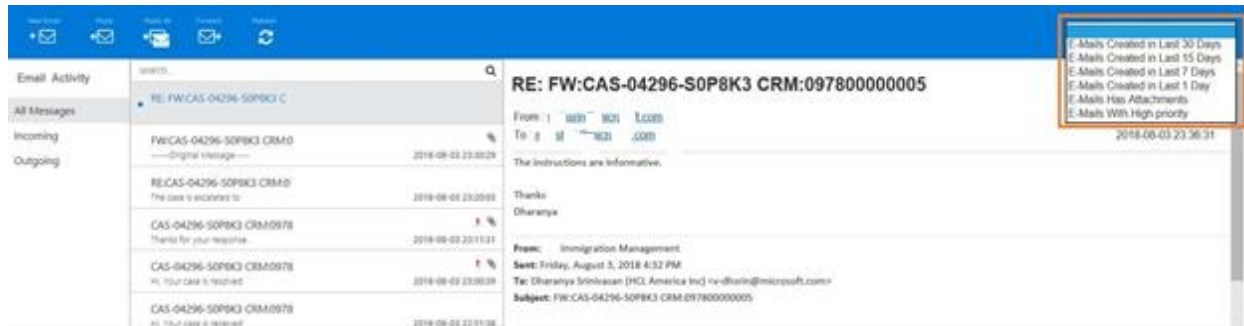 New Email Reply Reply All Forward Refresh
E-Mails Created in Last 30 Days
E-Mails Created in Last 15 Days
E-Mails Created in Last 7 Days
E-Mails Created in Last 1 Day
E-Mails Has Attachments
E-Mails With High priority
Email Activity
All Messages
Incoming
Outgoing
search..
RE: FW:CAS-04296-S0P8K3 C
FW:CAS-04296-S0P8K3 CRM:0
-----Original Message-----
2018-08-03 23:30:29
RE:CAS-04296-S0P8K3 CRM:0
The case is escalated to
2018-08-03 23:20:03
CAS-04296-S0P8K3 CRM:0978
Thanks for your response.
2018-08-03 23:11:31
CAS-04296-S0P8K3 CRM:0978
Hi, Your case is resolved
2018-08-03 23:00:39
CAS-04296-S0P8K3 CRM:0978
Hi, Your case is received
RE: FW:CAS-04296-S0P8K3 CRM:097800000005
From :
To :
.com
2018-08-03 23:36:31
The instructions are informative.
Thanks
Dharanya
From: Immigration Management
Sent: Friday, August 3, 2018 4:32 PM
To: Dharanya Srinivasan (HCL America Inc) <v-dhsrin@microsoft.com>
Subject: FW:CAS-04296-S0P8K3 CRM:097800000005